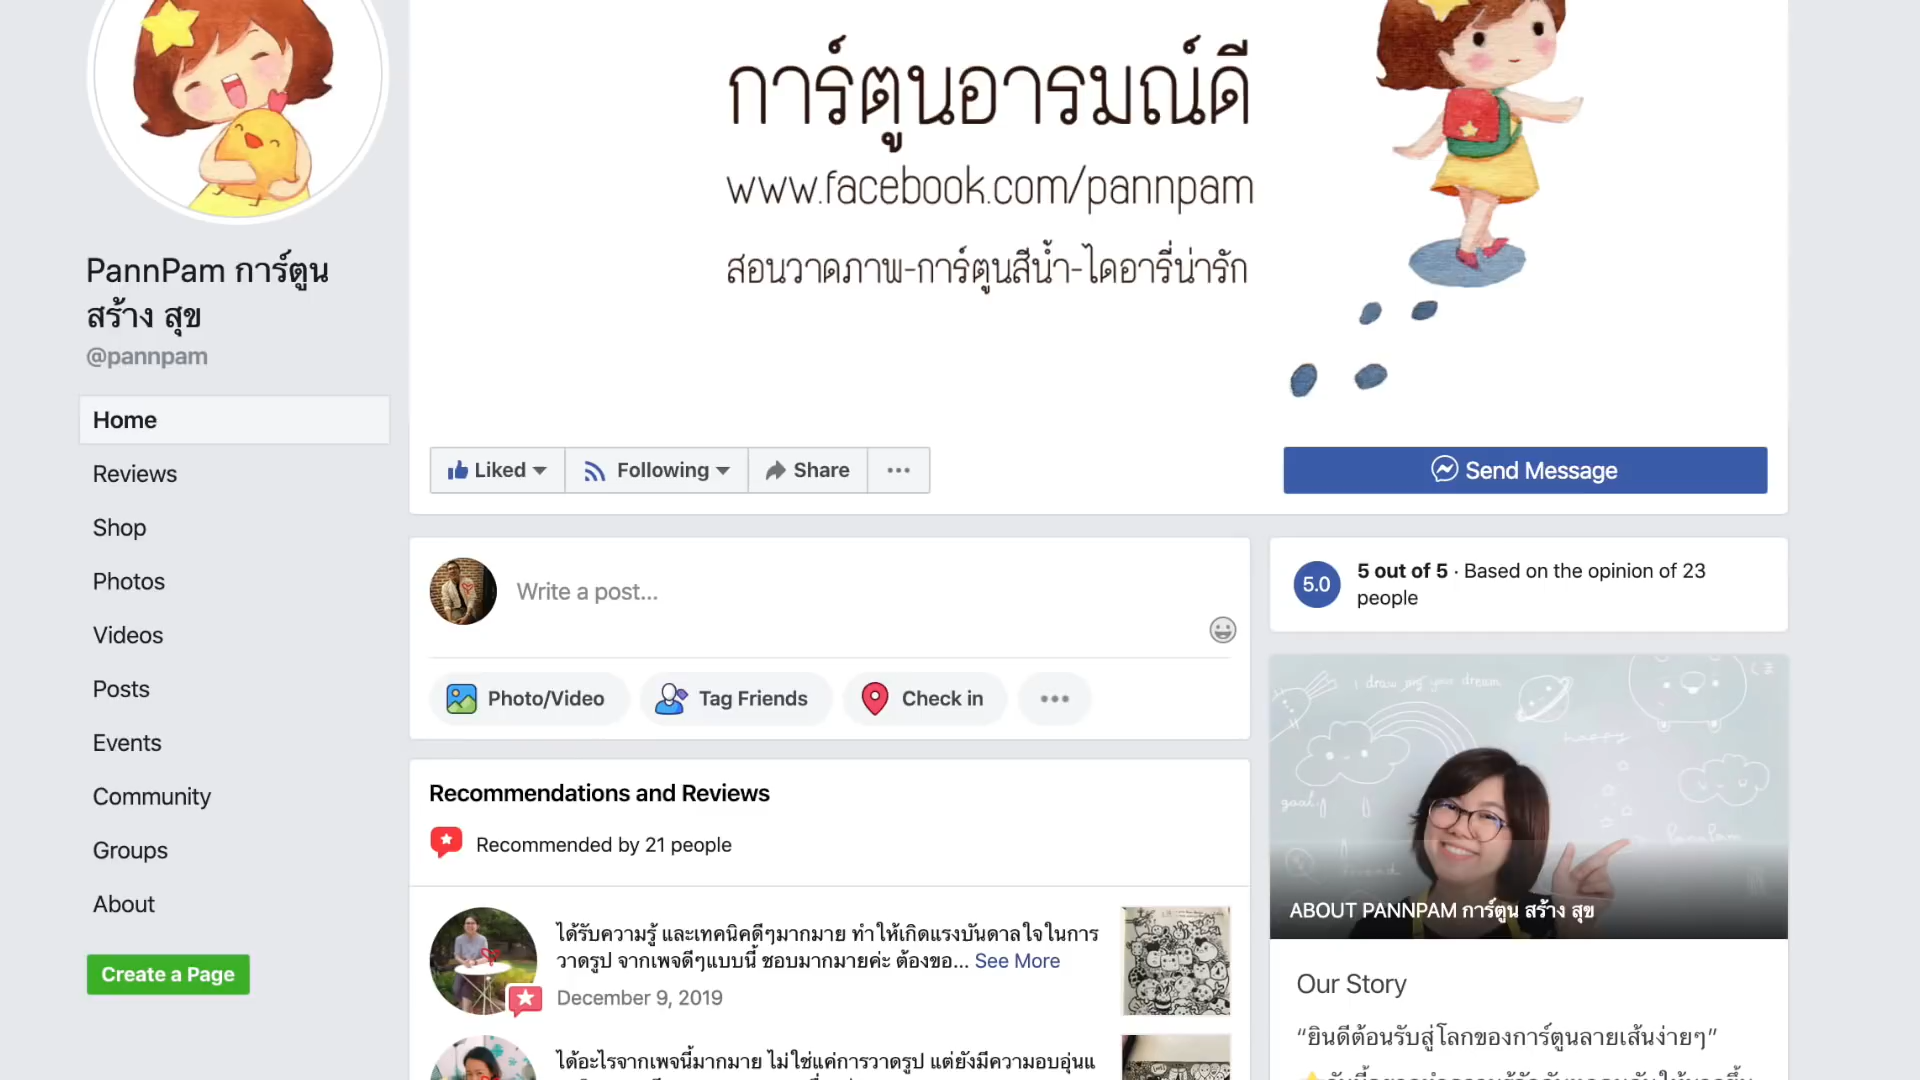 การ์ตูนอารมณ์ดี
www.facebook.com/pannpam
สอนวาดภาพ-การ์ตูนสีน้ำ-ไดอารี่น่ารัก
PannPam การ์ตูน
สร้าง สุข
@pannpam
Home
Reviews
Shop
Photos
Videos
Posts
Events
Community
Groups
About
Create a Page
Liked
Following
Share
Send Message
Write a post...
Photo/Video
Tag Friends
Check in
Recommendations and Reviews
Recommended by 21 people
ได้รับความรู้ และเทคนิคดีๆมากมาย ทำให้เกิดแรงบันดาลใจในการ
วาดรูป จากเพจดีๆแบบนี้ ชอบมากมายค่ะ ต้องขอ... See More
December 9, 2019
ได้อะไรจากเพจนี้มากมาย ไม่ใช่แค่การวาดรูป แต่ยังมีความอบอุ่นแ
5.0
5 out of 5 · Based on the opinion of 23
people
I draw my your dream
happy
goal
PannPam
friend
ABOUT PANNPAM การ์ตูน สร้าง สุข
Our Story
“ยินดีต้อนรับสู่โลกของการ์ตูนลายเส้นง่ายๆ”